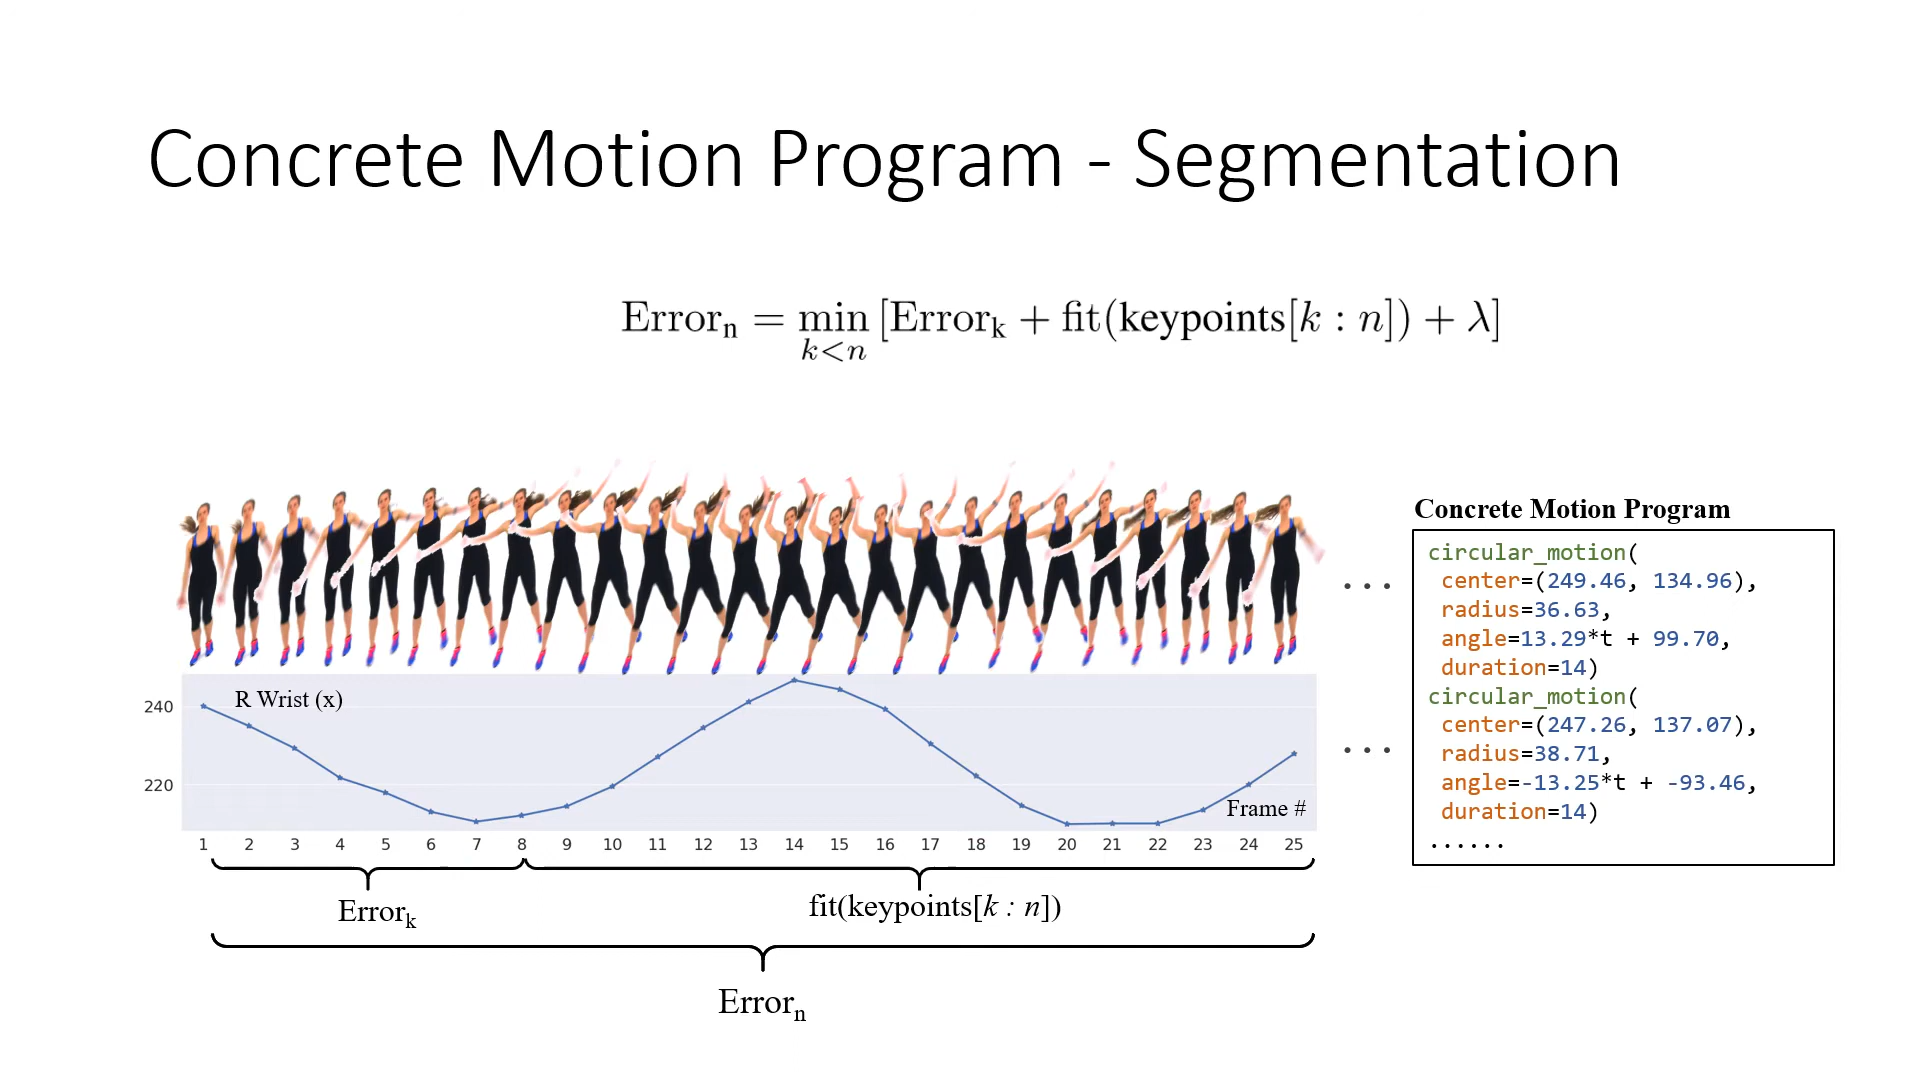 Concrete Motion Program - Segmentation
Errorₙ = min [Errorₖ + fit(keypoints[k : n]) + λ]
k<n
Concrete Motion Program
circular_motion(
center=(249.46, 134.96),
radius=36.63,
angle=13.29*t + 99.70,
duration=14)
circular_motion(
center=(247.26, 137.07),
radius=38.71,
angle=-13.25*t + -93.46,
duration=14)
......
...
...
R Wrist (x)
240
220
Frame #
1 2 3 4 5 6 7 8 9 10 11 12 13 14 15 16 17 18 19 20 21 22 23 24 25
Errorₖ
fit(keypoints[k : n])
Errorₙ